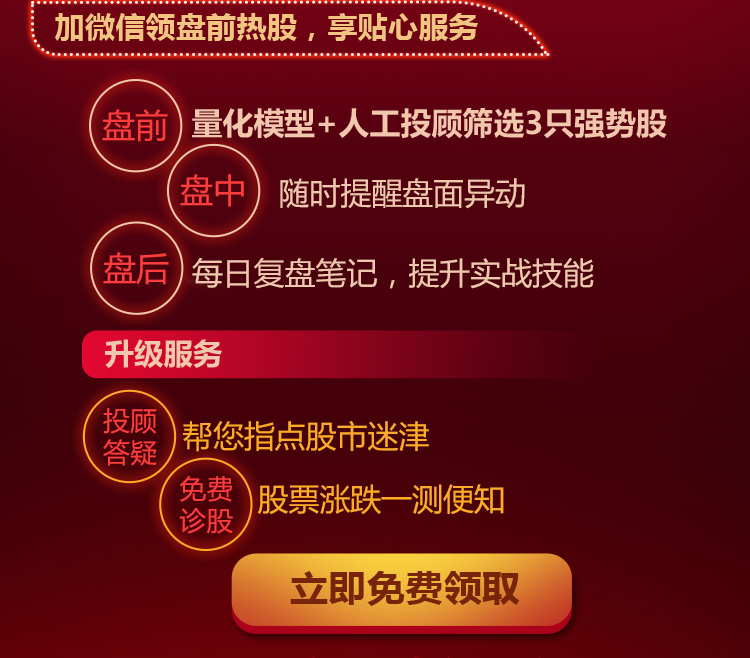 加微信领盘前热股，享贴心服务
盘前 量化模型+人工投顾筛选3只强势股
盘中 随时提醒盘面异动
盘后 每日复盘笔记，提升实战技能
升级服务
投顾
答疑
帮您指点股市迷津
免费
诊股
股票涨跌一测便知
立即免费领取